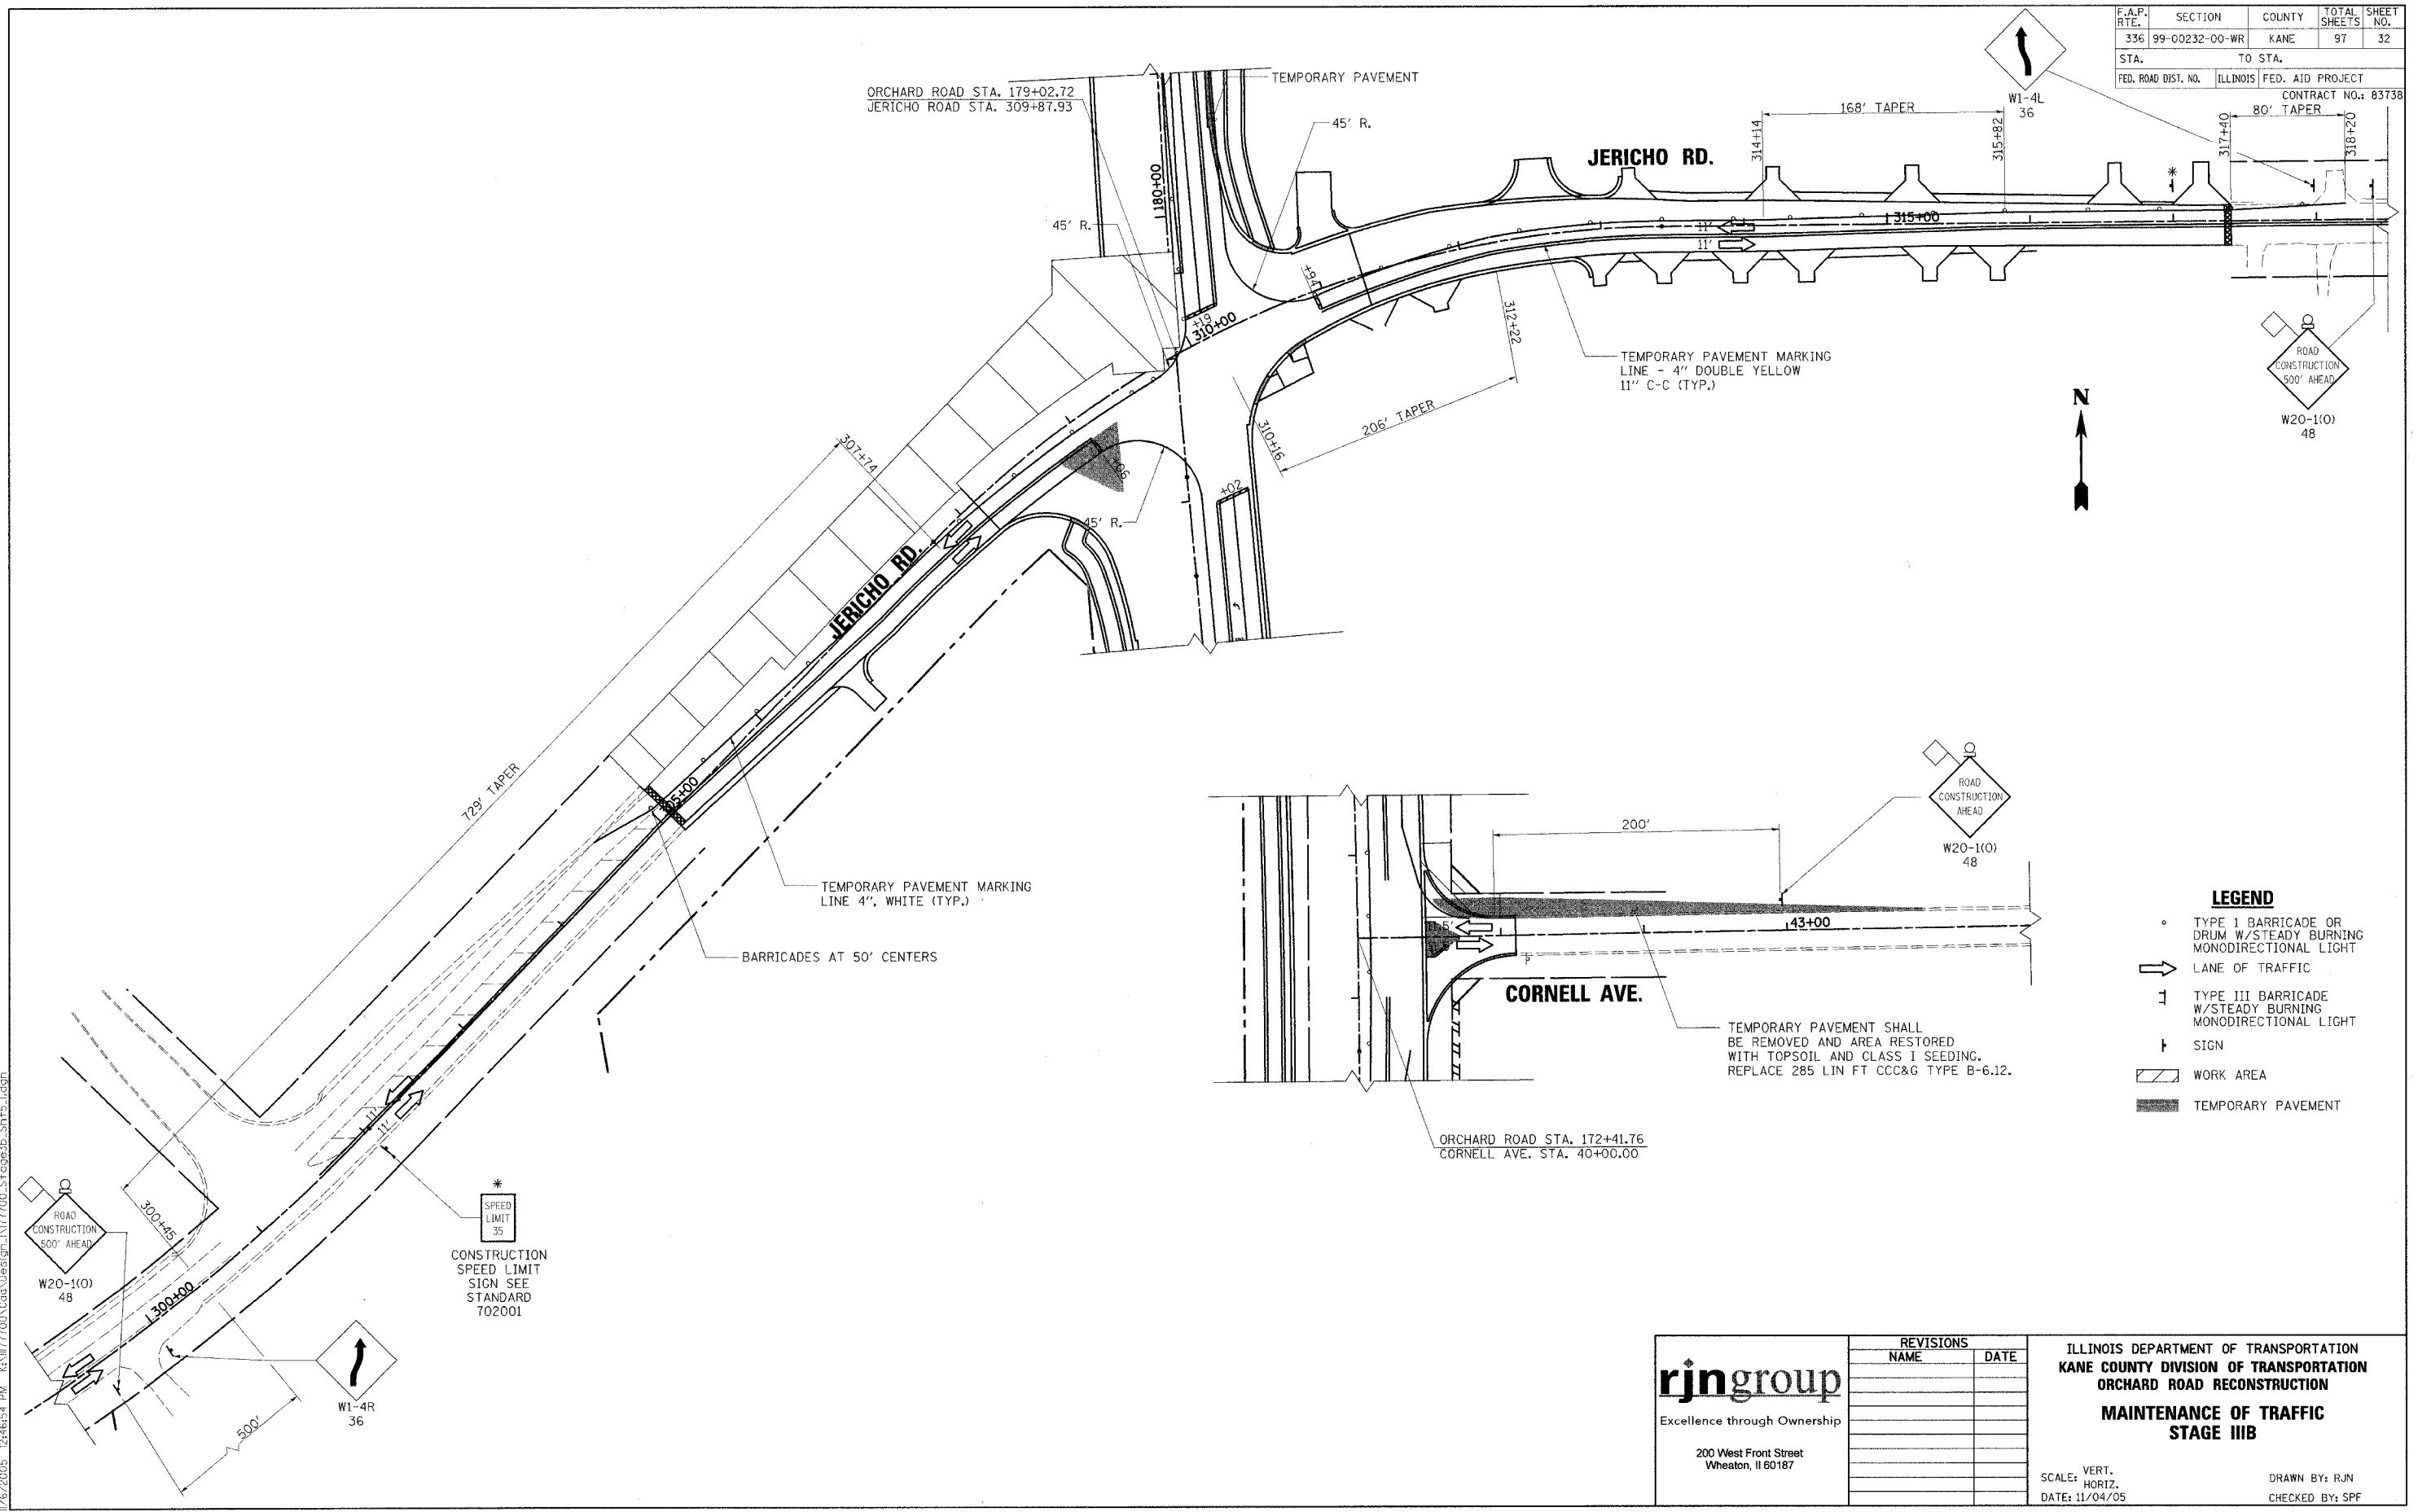 F.A.P. RTE. SECTION COUNTY TOTAL SHEETS SHEET NO.
336 99-00232-00-WR KANE 97 32
STA. TO STA.
FED. ROAD DIST. NO. ILLINOIS FED. AID PROJECT
CONTRACT NO.: 83738
W1-4L
36
80' TAPER
317+40
318+20
168' TAPER
314+14
315+82
TEMPORARY PAVEMENT
ORCHARD ROAD STA. 179+02.72
JERICHO ROAD STA. 309+87.93
45' R.
JERICHO RD.
180+00
45' R.
*
315+00
11'
11'
+94
+19
310+00
312+22
TEMPORARY PAVEMENT MARKING
LINE - 4" DOUBLE YELLOW
11" C-C (TYP.)
206' TAPER
310+16
ROAD
CONSTRUCTION
500' AHEAD
W20-1(O)
48
N
307+74
+06
+02
45' R.
JERICHO RD.
729' TAPER
305+00
TEMPORARY PAVEMENT MARKING
LINE 4", WHITE (TYP.)
BARRICADES AT 50' CENTERS
ROAD
CONSTRUCTION
AHEAD
W20-1(O)
48
200'
43+00
CORNELL AVE.
TEMPORARY PAVEMENT SHALL
BE REMOVED AND AREA RESTORED
WITH TOPSOIL AND CLASS I SEEDING.
REPLACE 285 LIN FT CCC&G TYPE B-6.12.
ORCHARD ROAD STA. 172+41.76
CORNELL AVE. STA. 40+00.00
LEGEND
TYPE I BARRICADE OR
DRUM W/STEADY BURNING
MONODIRECTIONAL LIGHT
LANE OF TRAFFIC
TYPE III BARRICADE
W/STEADY BURNING
MONODIRECTIONAL LIGHT
SIGN
WORK AREA
TEMPORARY PAVEMENT
11'
11'
*
SPEED
LIMIT
35
CONSTRUCTION
SPEED LIMIT
SIGN SEE
STANDARD
702001
300+45
300+00
ROAD
CONSTRUCTION
500' AHEAD
W20-1(O)
48
W1-4R
36
500'
rjngroup
Excellence through Ownership
200 West Front Street
Wheaton, Il 60187
REVISIONS
NAME DATE
ILLINOIS DEPARTMENT OF TRANSPORTATION
KANE COUNTY DIVISION OF TRANSPORTATION
ORCHARD ROAD RECONSTRUCTION
MAINTENANCE OF TRAFFIC
STAGE IIIB
SCALE: VERT.
HORIZ.
DATE: 11/04/05
DRAWN BY: RJN
CHECKED BY: SPF